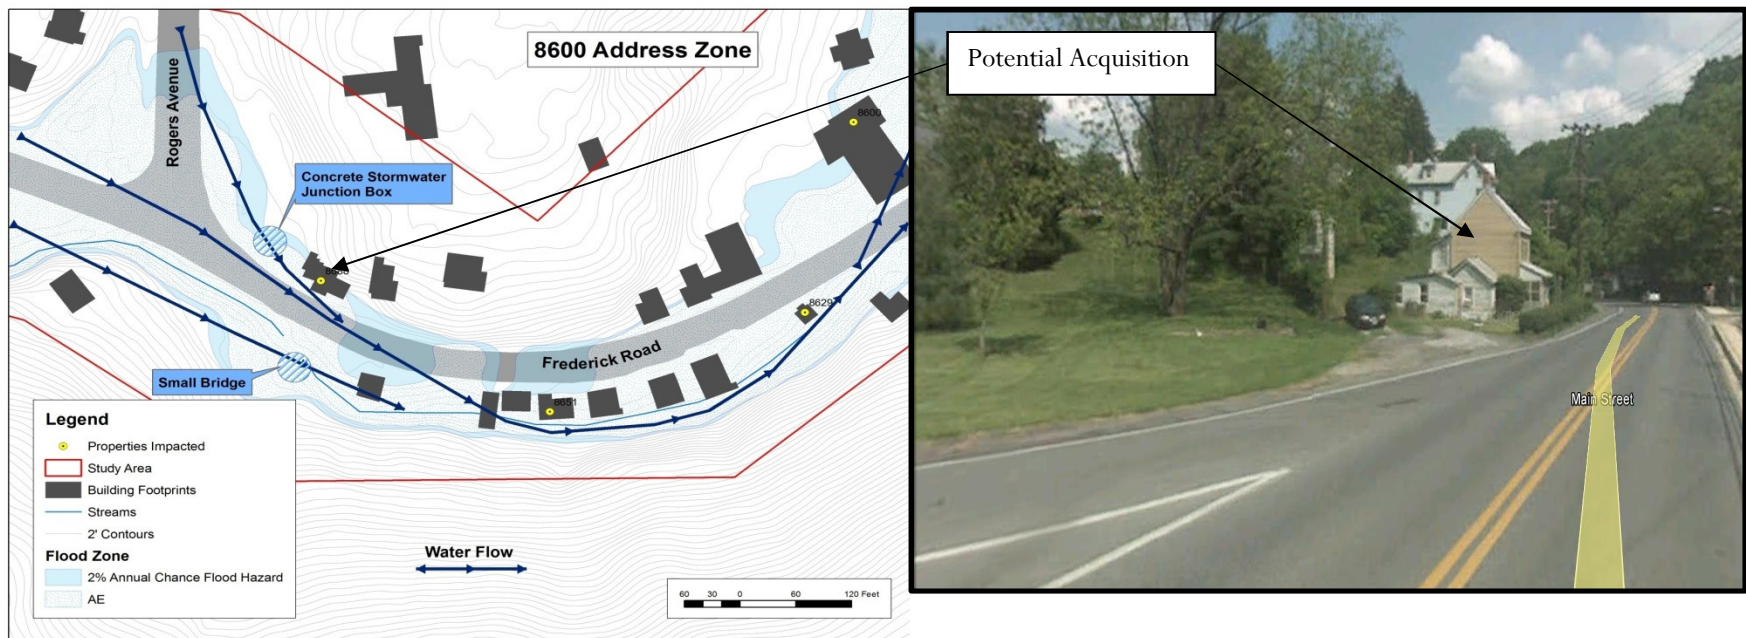 8600 Address Zone
Potential Acquisition
Rogers Avenue
8600
Concrete Stormwater
Junction Box
8629
Frederick Road
Small Bridge
8651
Main Street
Legend
Properties Impacted
Study Area
Building Footprints
Streams
2' Contours
Flood Zone
2% Annual Chance Flood Hazard
AE
Water Flow
60 30 0 60 120 Feet